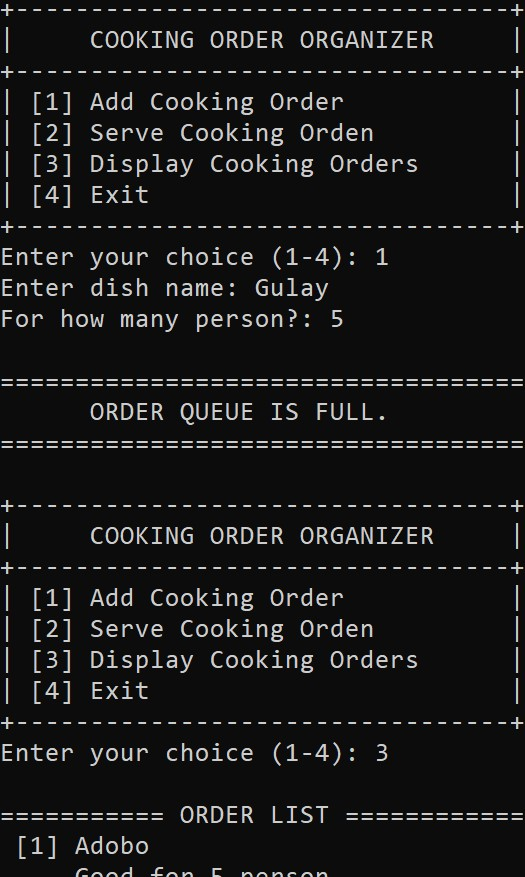 +---------------------------------+
|     COOKING ORDER ORGANIZER     |
+---------------------------------+
| [1] Add Cooking Order           |
| [2] Serve Cooking Orden         |
| [3] Display Cooking Orders      |
| [4] Exit                        |
+---------------------------------+
Enter your choice (1-4): 1
Enter dish name: Gulay
For how many person?: 5
===================================
ORDER QUEUE IS FULL.
===================================
+---------------------------------+
|     COOKING ORDER ORGANIZER     |
+---------------------------------+
| [1] Add Cooking Order           |
| [2] Serve Cooking Orden         |
| [3] Display Cooking Orders      |
| [4] Exit                        |
+---------------------------------+
Enter your choice (1-4): 3
=========== ORDER LIST ============
[1] Adobo
Good for 5 person